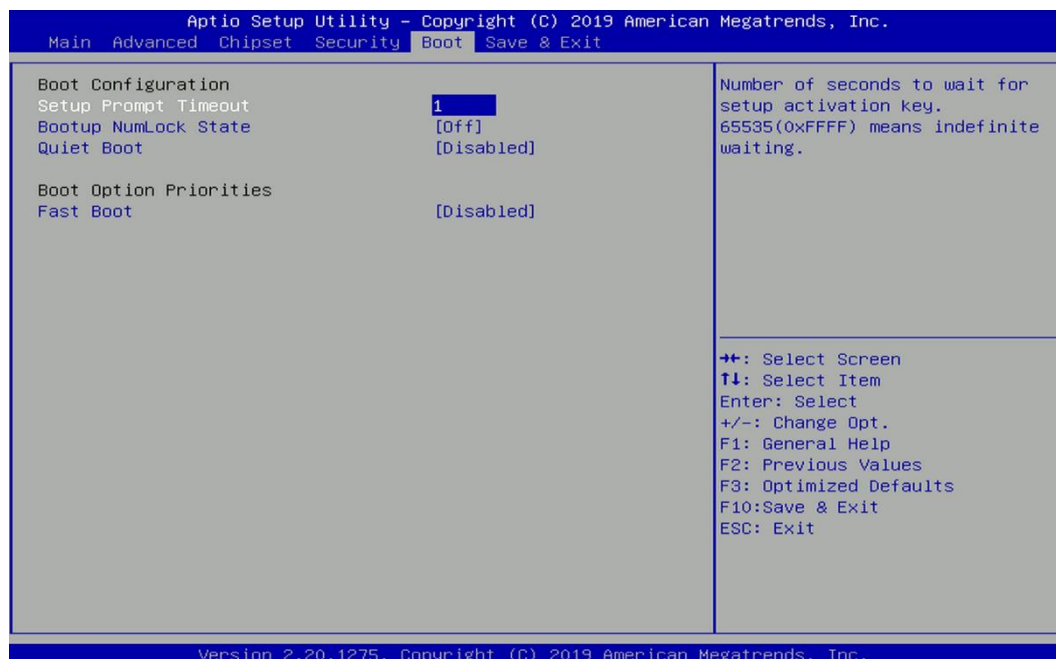 Aptio Setup Utility – Copyright (C) 2019 American Megatrends, Inc.
Main Advanced Chipset Security Boot Save & Exit
Boot Configuration
Setup Prompt Timeout 1
Bootup NumLock State [Off]
Quiet Boot [Disabled]
Boot Option Priorities
Fast Boot [Disabled]
Number of seconds to wait for
setup activation key.
65535(0xFFFF) means indefinite
waiting.
→←: Select Screen
↑↓: Select Item
Enter: Select
+/-: Change Opt.
F1: General Help
F2: Previous Values
F3: Optimized Defaults
F10:Save & Exit
ESC: Exit
Version 2.20.1275. Copyright (C) 2019 American Megatrends, Inc.